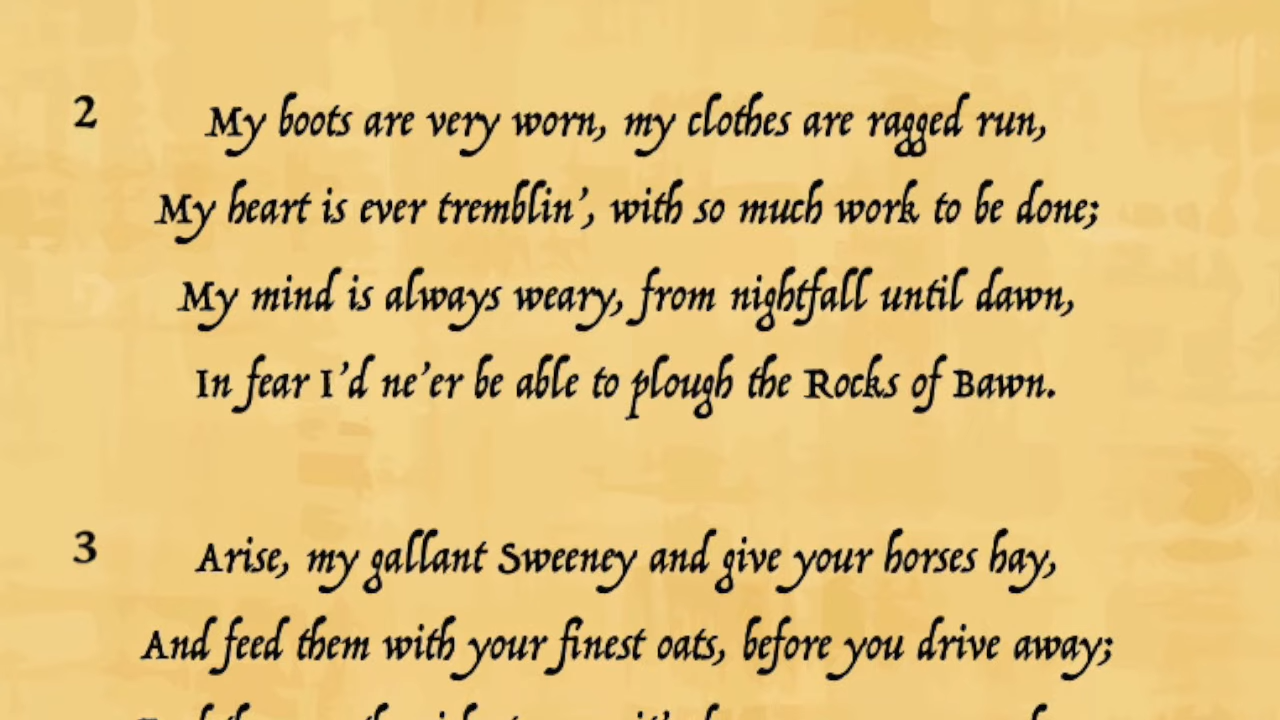 2
My boots are very worn, my clothes are ragged run,
My heart is ever tremblin', with so much work to be done;
My mind is always weary, from nightfall until dawn,
In fear I'd ne'er be able to plough the Rocks of Bawn.
3
Arise, my gallant Sweeney and give your horses hay,
And feed them with your finest oats, before you drive away;